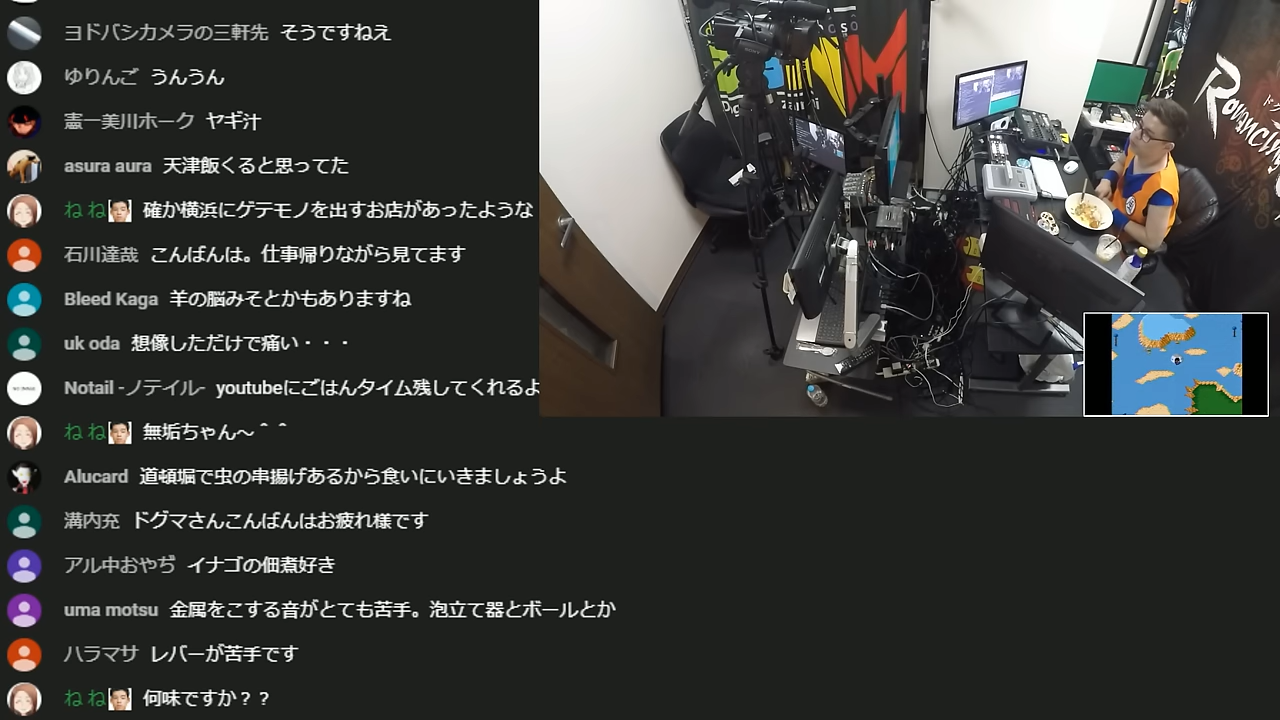 ヨドバシカメラの三軒先 そうですねえ
ゆりんご うんうん
憲一美川ホーク ヤギ汁
asura aura 天津飯くると思ってた
ね ね 確か横浜にゲテモノを出すお店があったような
石川達哉 こんばんは。仕事帰りながら見てます
Bleed Kaga 羊の脳みそとかもありますね
uk oda 想像しただけで痛い・・・
Notail -ノテイル- youtubeにごはんタイム残してくれるよ
ね ね 無垢ちゃん～＾＾
Alucard 道頓堀で虫の串揚げあるから食いにいきましょうよ
溝内充 ドグマさんこんばんはお疲れ様です
アル中おやぢ イナゴの佃煮好き
uma motsu 金属をこする音がとても苦手。泡立て器とボールとか
ハラマサ レバーが苦手です
ね ね 何味ですか？？